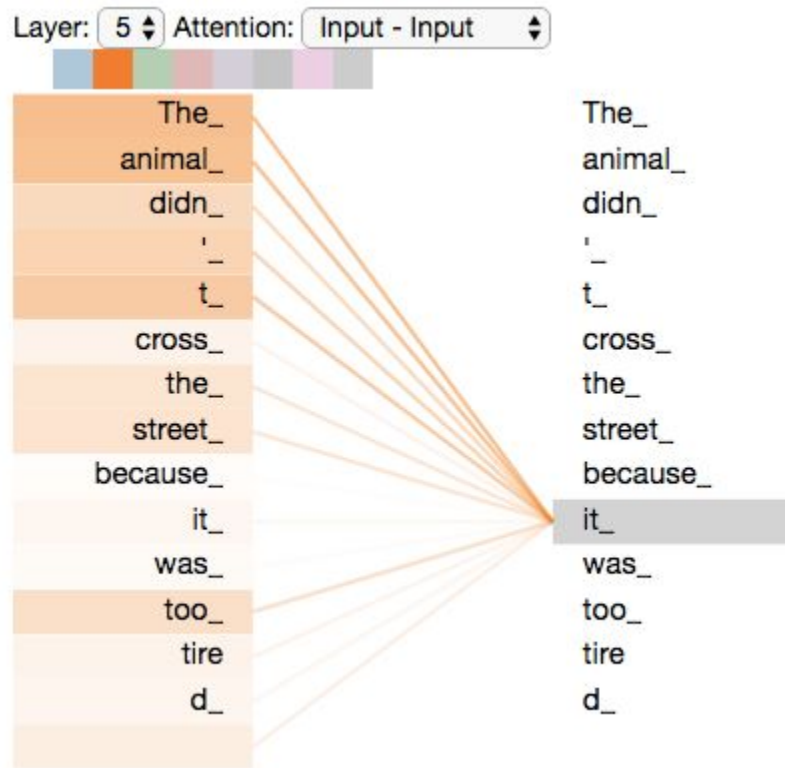 Layer: 5 Attention: Input - Input
The_ The_
animal_ animal_
didn_ didn_
'_ '_
t_ t_
cross_ cross_
the_ the_
street_ street_
because_ because_
it_ it_
was_ was_
too_ too_
tire tire
d_ d_